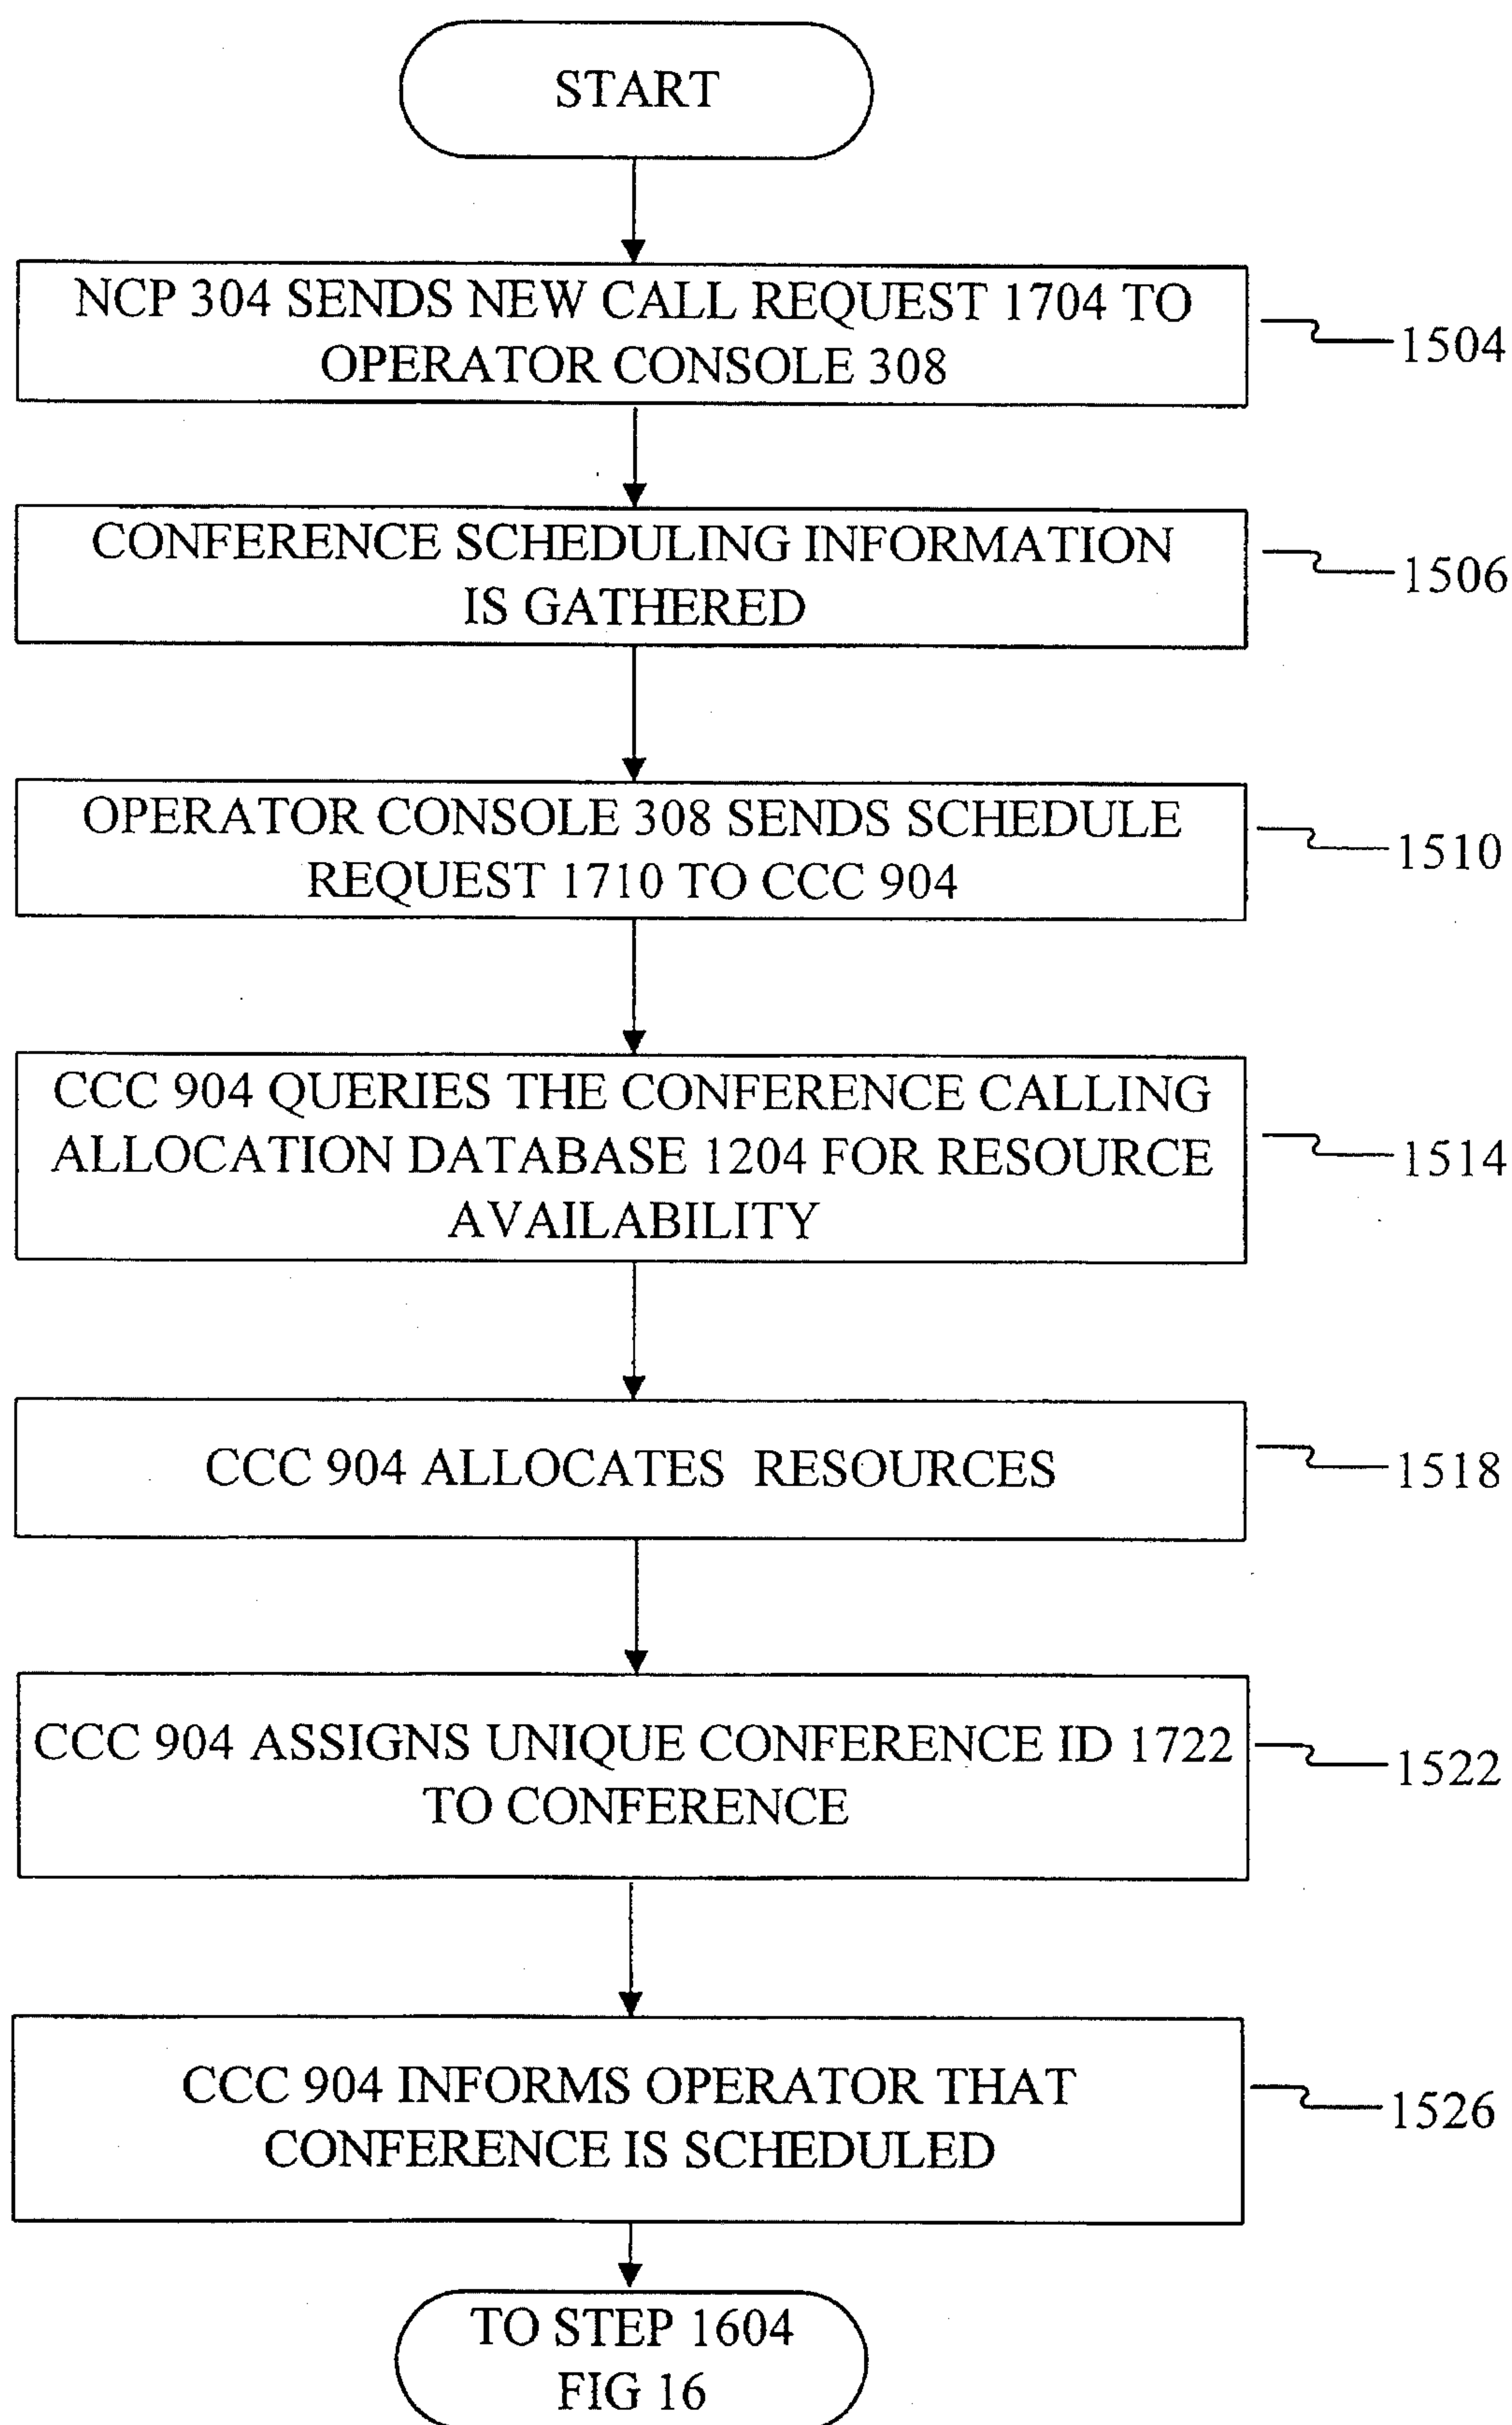 START
NCP 304 SENDS NEW CALL REQUEST 1704 TO
OPERATOR CONSOLE 308
1504
CONFERENCE SCHEDULING INFORMATION
IS GATHERED
1506
OPERATOR CONSOLE 308 SENDS SCHEDULE
REQUEST 1710 TO CCC 904
1510
CCC 904 QUERIES THE CONFERENCE CALLING
ALLOCATION DATABASE 1204 FOR RESOURCE
AVAILABILITY
1514
CCC 904 ALLOCATES RESOURCES
1518
CCC 904 ASSIGNS UNIQUE CONFERENCE ID 1722
TO CONFERENCE
1522
CCC 904 INFORMS OPERATOR THAT
CONFERENCE IS SCHEDULED
1526
TO STEP 1604
FIG 16